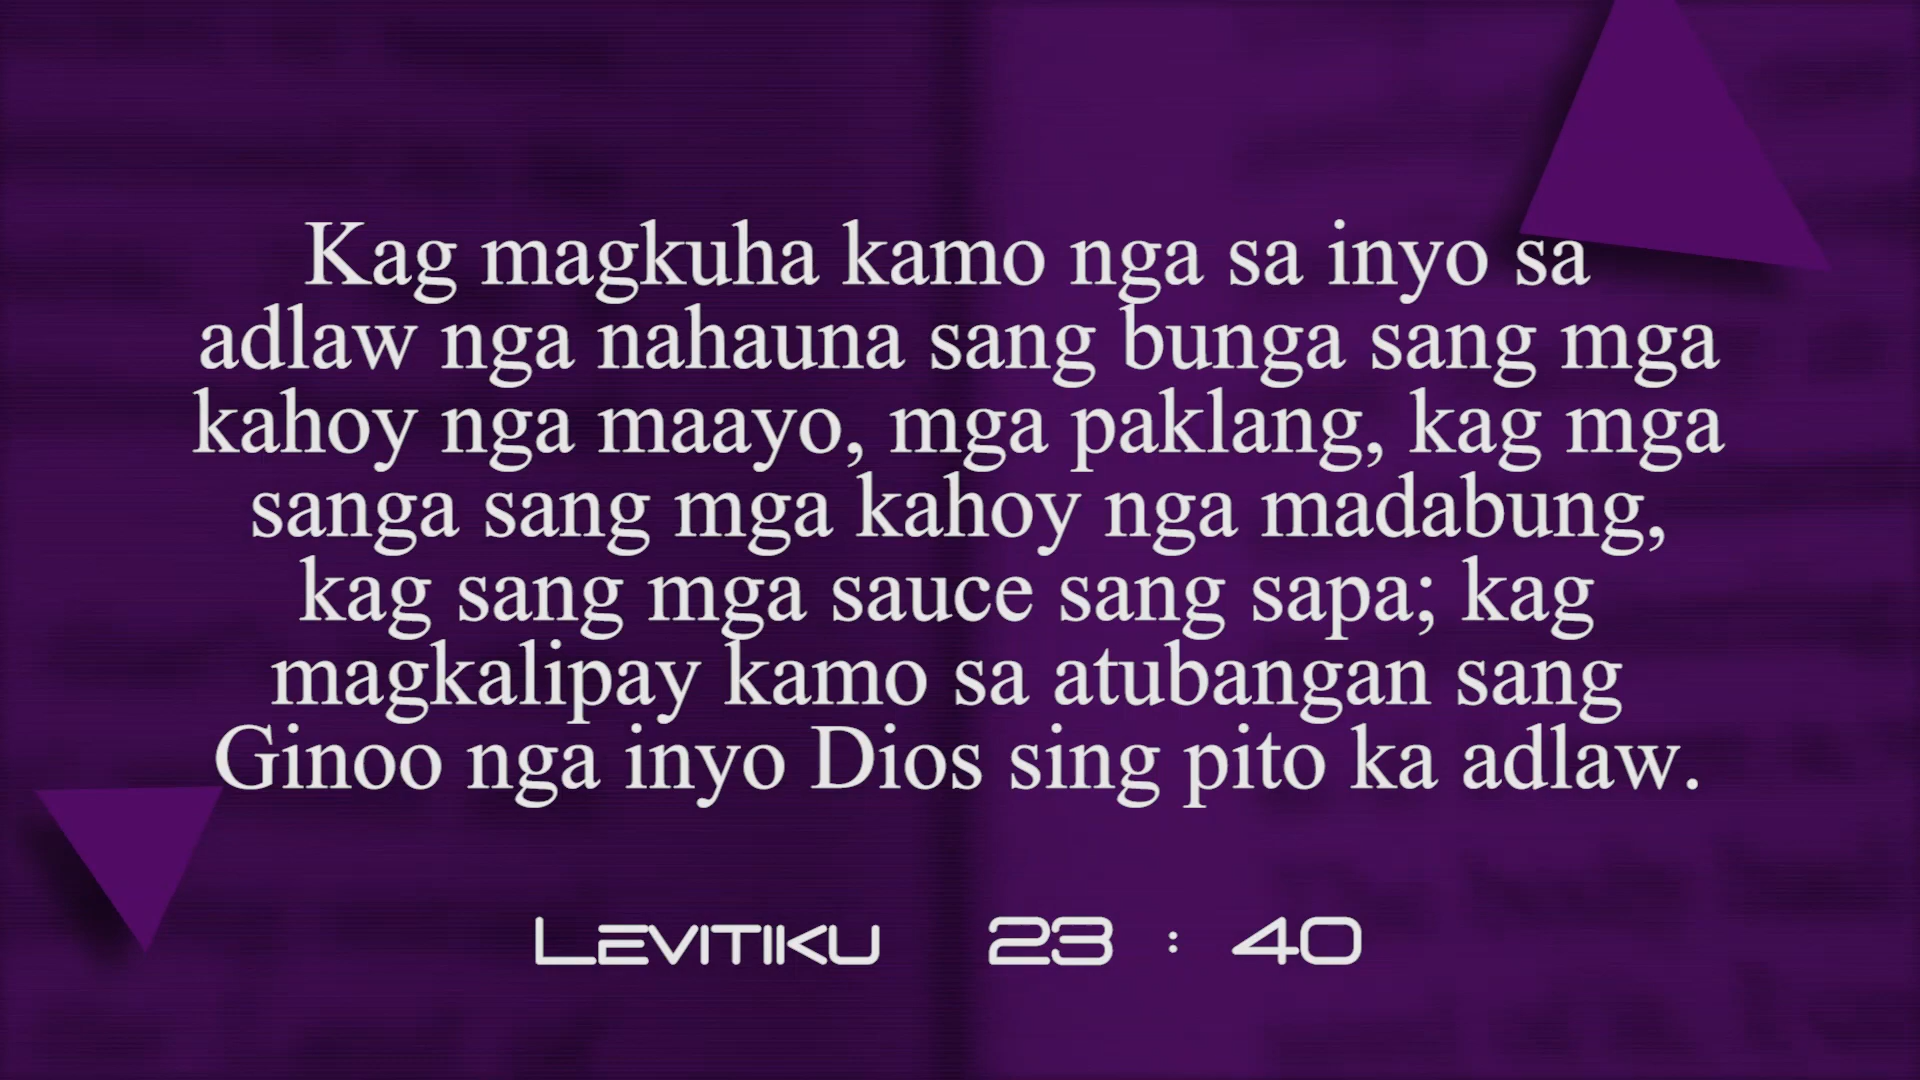 Kag magkuha kamo nga sa inyo sa
adlaw nga nahauna sang bunga sang mga
kahoy nga maayo, mga paklang, kag mga
sanga sang mga kahoy nga madabung,
kag sang mga sauce sang sapa; kag
magkalipay kamo sa atubangan sang
Ginoo nga inyo Dios sing pito ka adlaw.
LEVITIKU 23 : 40